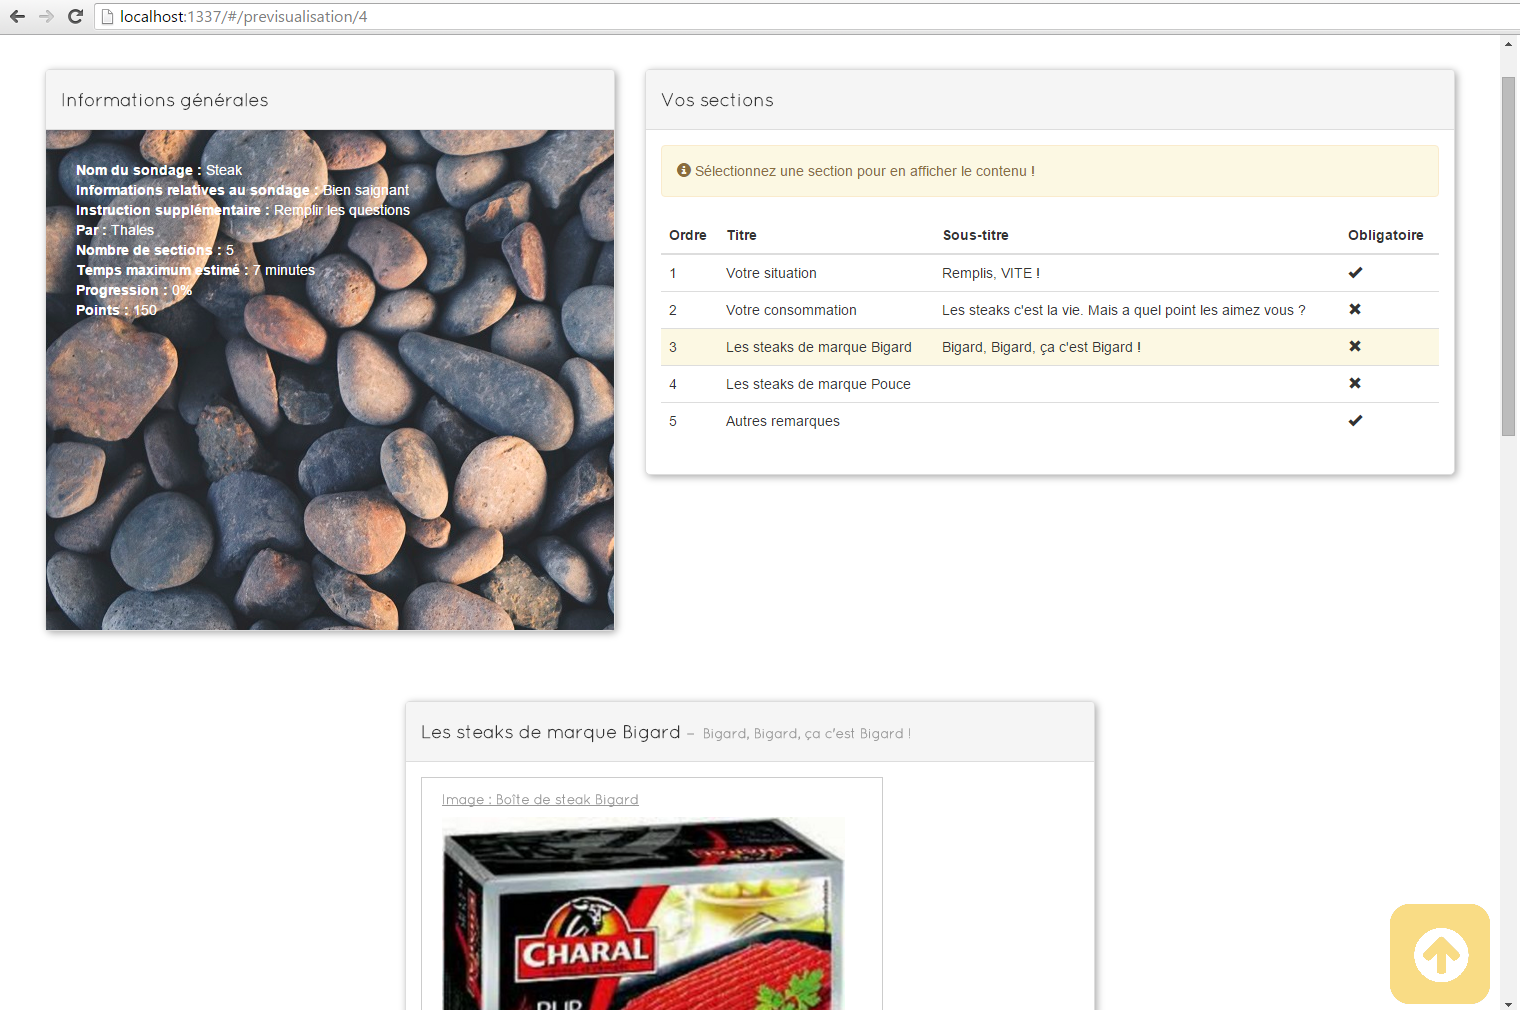 localhost:1337/#/previsualisation/4
Informations générales
Nom du sondage : Steak
Informations relatives au sondage : Bien saignant
Instruction supplémentaire : Remplir les questions
Par : Thales
Nombre de sections : 5
Temps maximum estimé : 7 minutes
Progression : 0%
Points : 150
Vos sections
Sélectionnez une section pour en afficher le contenu !
Ordre Titre Sous-titre Obligatoire
1 Votre situation Remplis, VITE ! ✔
2 Votre consommation Les steaks c'est la vie. Mais a quel point les aimez vous ? ✖
3 Les steaks de marque Bigard Bigard, Bigard, ça c'est Bigard ! ✖
4 Les steaks de marque Pouce ✖
5 Autres remarques ✔
Les steaks de marque Bigard – Bigard, Bigard, ça c'est Bigard !
Image : Boîte de steak Bigard
CHARAL
PUR